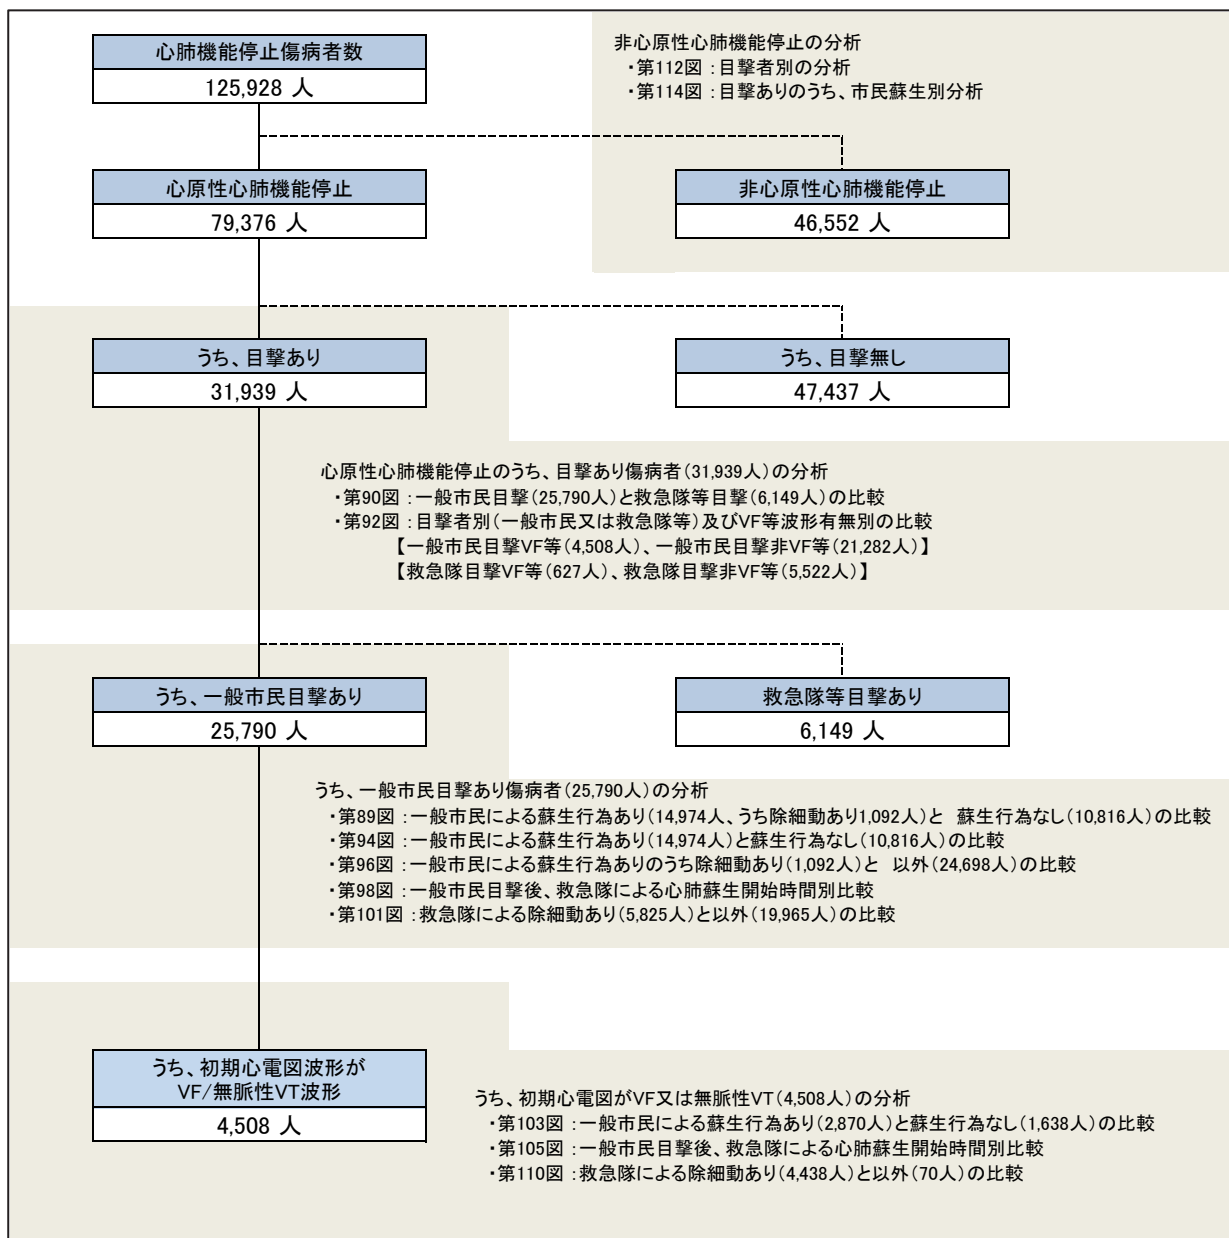 心肺機能停止傷病者数
125,928 人
非心原性心肺機能停止の分析
・第112図：目撃者別の分析
・第114図：目撃ありのうち、市民蘇生別分析
心原性心肺機能停止
79,376 人
非心原性心肺機能停止
46,552 人
うち、目撃あり
31,939 人
うち、目撃無し
47,437 人
心原性心肺機能停止のうち、目撃あり傷病者（31,939人）の分析
・第90図：一般市民目撃（25,790人）と救急隊等目撃（6,149人）の比較
・第92図：目撃者別（一般市民又は救急隊等）及びVF等波形有無別の比較
【一般市民目撃VF等（4,508人）、一般市民目撃非VF等（21,282人）】
【救急隊目撃VF等（627人）、救急隊目撃非VF等（5,522人）】
うち、一般市民目撃あり
25,790 人
救急隊等目撃あり
6,149 人
うち、一般市民目撃あり傷病者（25,790人）の分析
・第89図：一般市民による蘇生行為あり（14,974人、うち除細動あり1,092人）と 蘇生行為なし（10,816人）の比較
・第94図：一般市民による蘇生行為あり（14,974人）と蘇生行為なし（10,816人）の比較
・第96図：一般市民による蘇生行為ありのうち除細動あり（1,092人）と 以外（24,698人）の比較
・第98図：一般市民目撃後、救急隊による心肺蘇生開始時間別比較
・第101図：救急隊による除細動あり（5,825人）と以外（19,965人）の比較
うち、初期心電図波形が
VF/無脈性VT波形
4,508 人
うち、初期心電図がVF又は無脈性VT（4,508人）の分析
・第103図：一般市民による蘇生行為あり（2,870人）と蘇生行為なし（1,638人）の比較
・第105図：一般市民目撃後、救急隊による心肺蘇生開始時間別比較
・第110図：救急隊による除細動あり（4,438人）と以外（70人）の比較